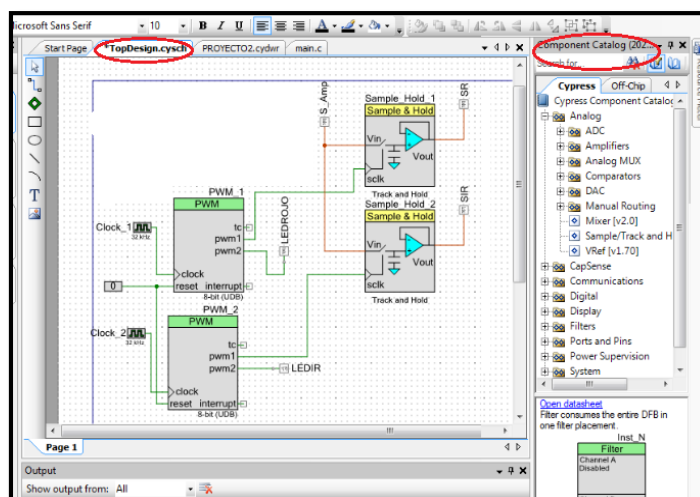 icrosoft Sans Serif 10 B I U A
Start Page *TopDesign.cysch PROYECTO2.cydwr main.c
Component Catalog (202...
Search for...
Cypress Off-Chip
Cypress Component Catalog
Analog
ADC
Amplifiers
Analog MUX
Comparators
DAC
Manual Routing
Mixer [v2.0]
Sample/Track and H
VRef [v1.70]
CapSense
Communications
Digital
Display
Filters
Ports and Pins
Power Supervision
System
T
S_Amp
Sample_Hold_1
SR
Sample & Hold
Vin
Vout
sclk
Track and Hold
Sample_Hold_2
SIR
Sample & Hold
Vin
Vout
sclk
Track and Hold
PWM_1
PWM
LEDROJO
tc
pwm1
pwm2
Clock_1
32 kHz
clock
0
reset interrupt
8-bit (UDB)
PWM_2
PWM
Clock_2
32 kHz
tc
pwm1
pwm2
LEDIR
clock
reset interrupt
8-bit (UDB)
Page 1
Output
Show output from: All
Open datasheet
Filter consumes the entire DFB in
one filter placement.
Inst_N
Filter
Channel A
Disabled